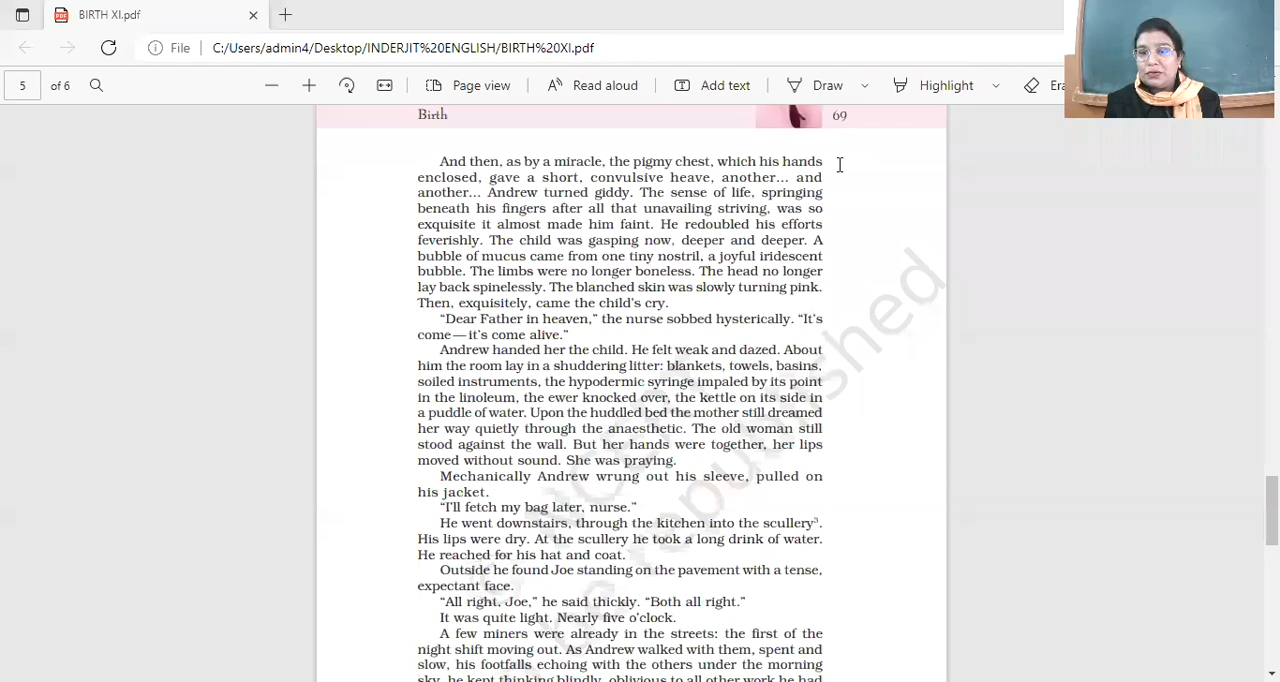 BIRTH XI.pdf
File
C:/Users/admin4/Desktop/INDERJIT%20ENGLISH/BIRTH%20XI.pdf
5 of 6
Page view
Read aloud
Add text
Draw
Highlight
Era
Birth 69
And then, as by a miracle, the pigmy chest, which his hands
enclosed, gave a short, convulsive heave, another... and
another... Andrew turned giddy. The sense of life, springing
beneath his fingers after all that unavailing striving, was so
exquisite it almost made him faint. He redoubled his efforts
feverishly. The child was gasping now, deeper and deeper. A
bubble of mucus came from one tiny nostril, a joyful iridescent
bubble. The limbs were no longer boneless. The head no longer
lay back spinelessly. The blanched skin was slowly turning pink.
Then, exquisitely, came the child's cry.
“Dear Father in heaven,” the nurse sobbed hysterically. “It's
come—it's come alive.”
Andrew handed her the child. He felt weak and dazed. About
him the room lay in a shuddering litter: blankets, towels, basins,
soiled instruments, the hypodermic syringe impaled by its point
in the linoleum, the ewer knocked over, the kettle on its side in
a puddle of water. Upon the huddled bed the mother still dreamed
her way quietly through the anaesthetic. The old woman still
stood against the wall. But her hands were together, her lips
moved without sound. She was praying.
Mechanically Andrew wrung out his sleeve, pulled on
his jacket.
“I'll fetch my bag later, nurse.”
He went downstairs, through the kitchen into the scullery³.
His lips were dry. At the scullery he took a long drink of water.
He reached for his hat and coat.
Outside he found Joe standing on the pavement with a tense,
expectant face.
“All right, Joe,” he said thickly. “Both all right.”
It was quite light. Nearly five o'clock.
A few miners were already in the streets: the first of the
night shift moving out. As Andrew walked with them, spent and
slow, his footfalls echoing with the others under the morning
sky, he kept thinking blindly, oblivious to all other work he had
© NCERT
be republished